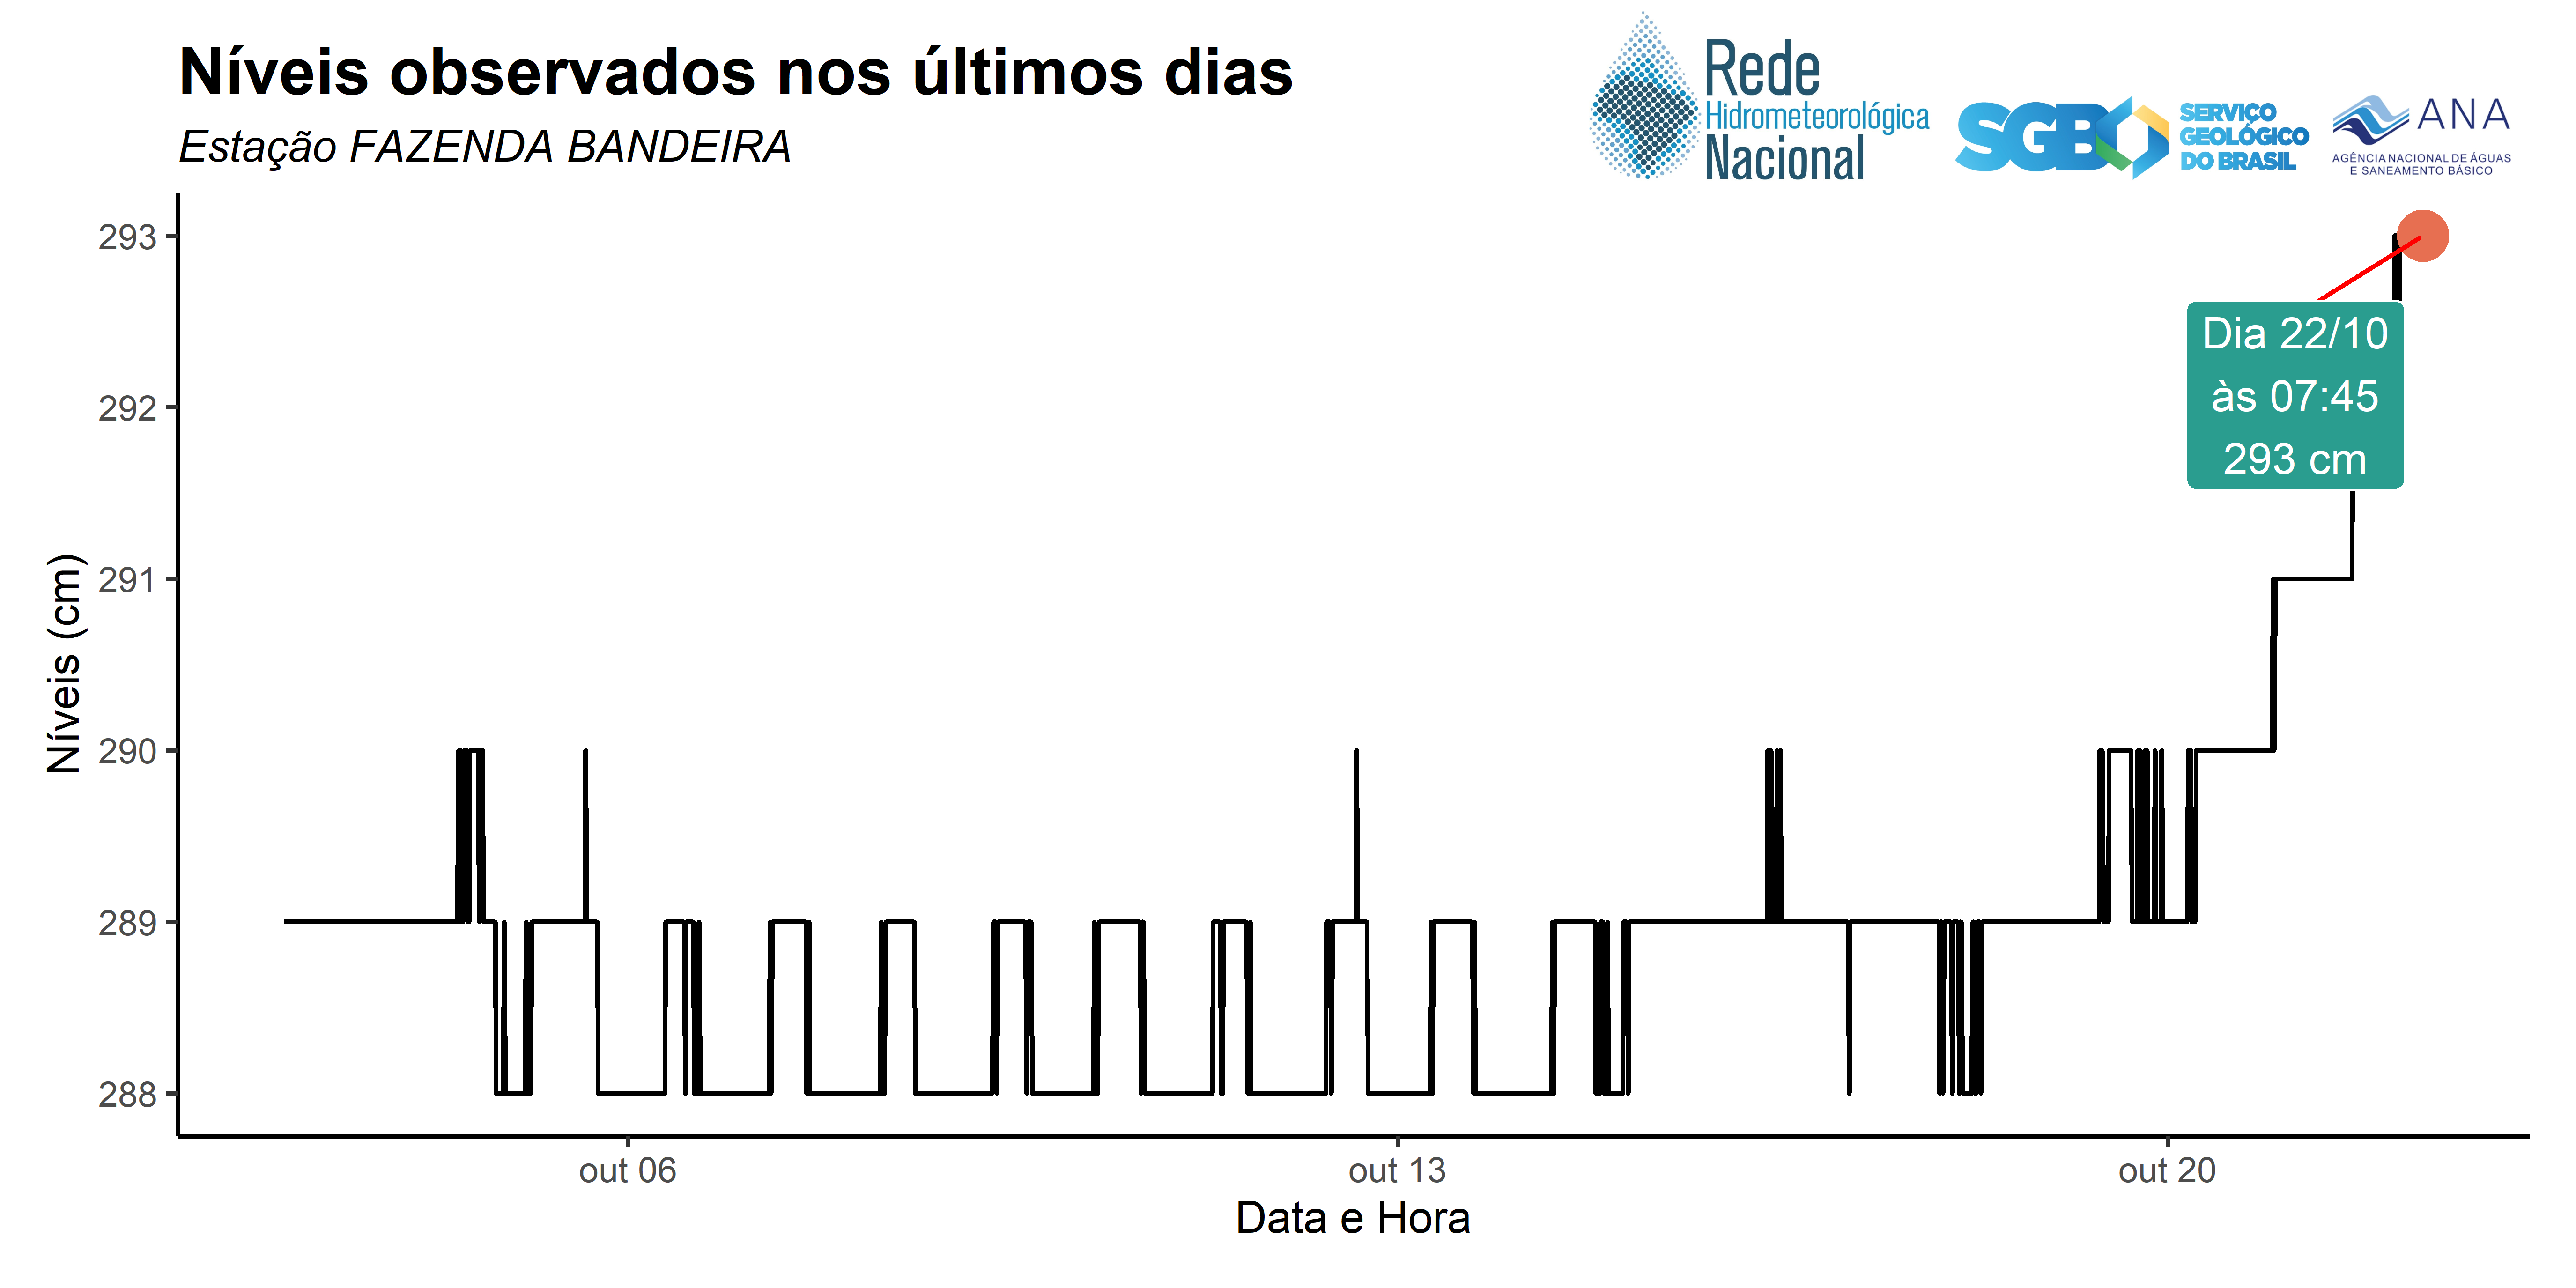 Níveis observados nos últimos dias
Estação FAZENDA BANDEIRA
Rede
Hidrometeorológica
Nacional
SGB
SERVIÇO
GEOLÓGICO
DO BRASIL
ANA
AGÊNCIA NACIONAL DE ÁGUAS
E SANEAMENTO BÁSICO
293
292
291
290
289
288
Níveis (cm)
Dia 22/10
às 07:45
293 cm
out 06
out 13
out 20
Data e Hora